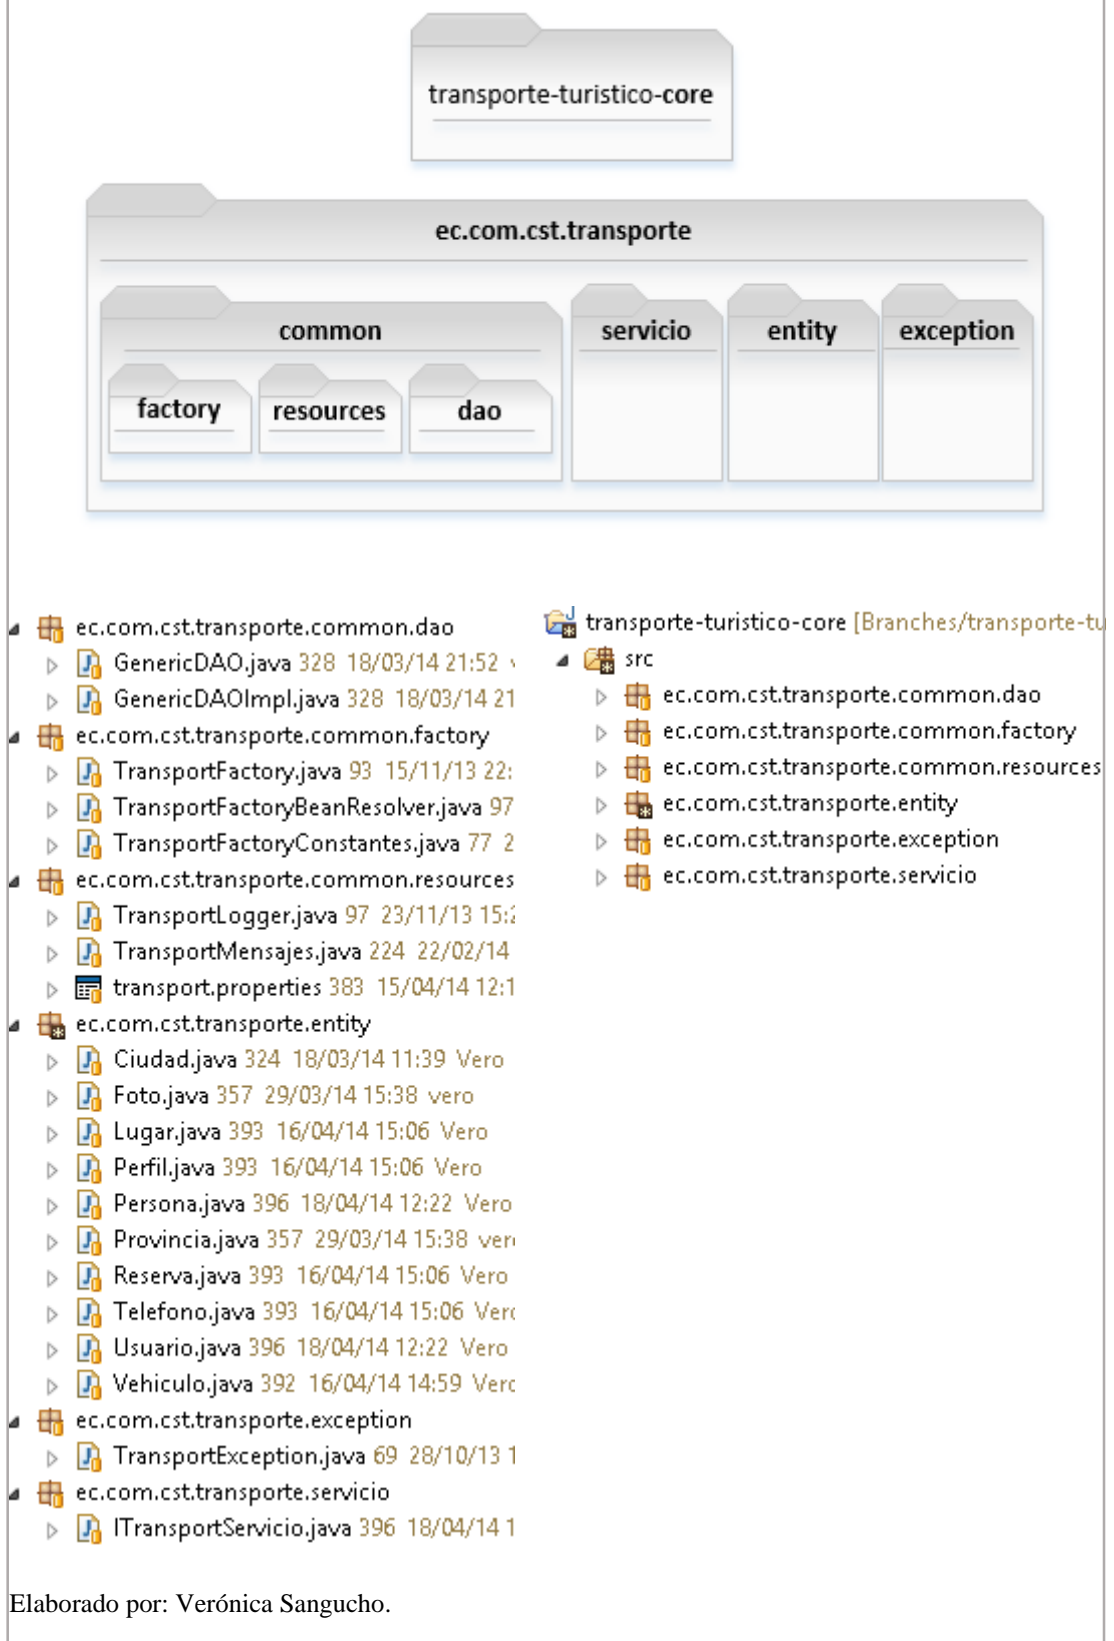 transporte-turistico-core
ec.com.cst.transporte
common
servicio
entity
exception
factory
resources
dao
ec.com.cst.transporte.common.dao
GenericDAO.java 328 18/03/14 21:52
GenericDAOImpl.java 328 18/03/14 21
ec.com.cst.transporte.common.factory
TransportFactory.java 93 15/11/13 22:
TransportFactoryBeanResolver.java 97
TransportFactoryConstantes.java 77 2
ec.com.cst.transporte.common.resources
TransportLogger.java 97 23/11/13 15:2
TransportMensajes.java 224 22/02/14
transport.properties 383 15/04/14 12:1
ec.com.cst.transporte.entity
Ciudad.java 324 18/03/14 11:39 Vero
Foto.java 357 29/03/14 15:38 vero
Lugar.java 393 16/04/14 15:06 Vero
Perfil.java 393 16/04/14 15:06 Vero
Persona.java 396 18/04/14 12:22 Vero
Provincia.java 357 29/03/14 15:38 ver
Reserva.java 393 16/04/14 15:06 Vero
Telefono.java 393 16/04/14 15:06 Vero
Usuario.java 396 18/04/14 12:22 Vero
Vehiculo.java 392 16/04/14 14:59 Vero
ec.com.cst.transporte.exception
TransportException.java 69 28/10/13 1
ec.com.cst.transporte.servicio
ITransportServicio.java 396 18/04/14 1
transporte-turistico-core [Branches/transporte-tu
src
ec.com.cst.transporte.common.dao
ec.com.cst.transporte.common.factory
ec.com.cst.transporte.common.resources
ec.com.cst.transporte.entity
ec.com.cst.transporte.exception
ec.com.cst.transporte.servicio
Elaborado por: Verónica Sangucho.